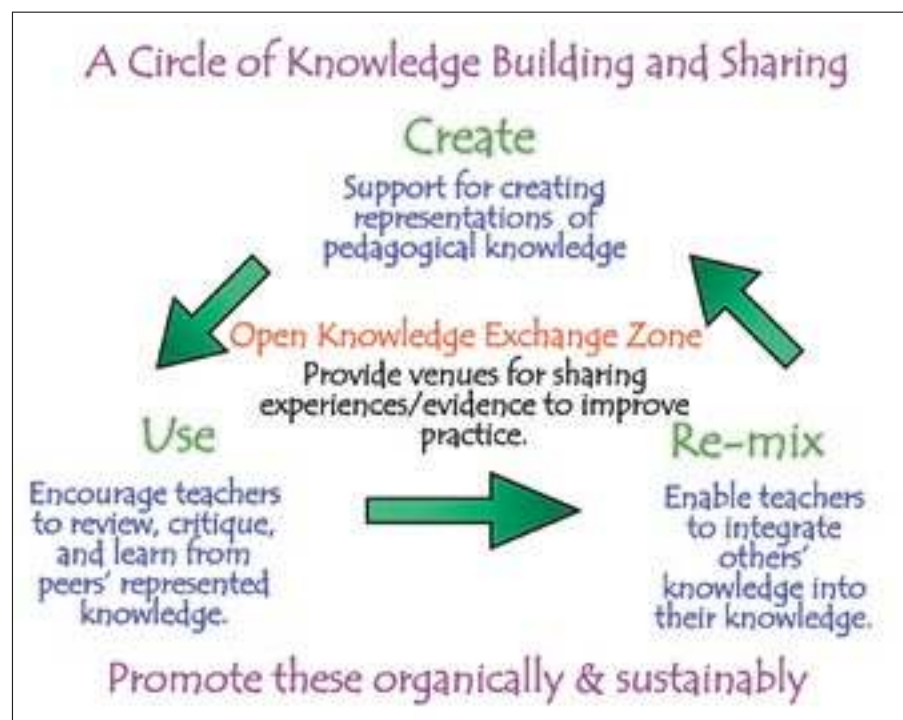 A Circle of Knowledge Building and Sharing
Create
Support for creating
representations of
pedagogical knowledge
Open Knowledge Exchange Zone
Provide venues for sharing
experiences/evidence to improve
practice.
Use
Encourage teachers
to review, critique,
and learn from
peers' represented
knowledge.
Re-mix
Enable teachers
to integrate
others'
knowledge into
their knowledge.
Promote these organically & sustainably